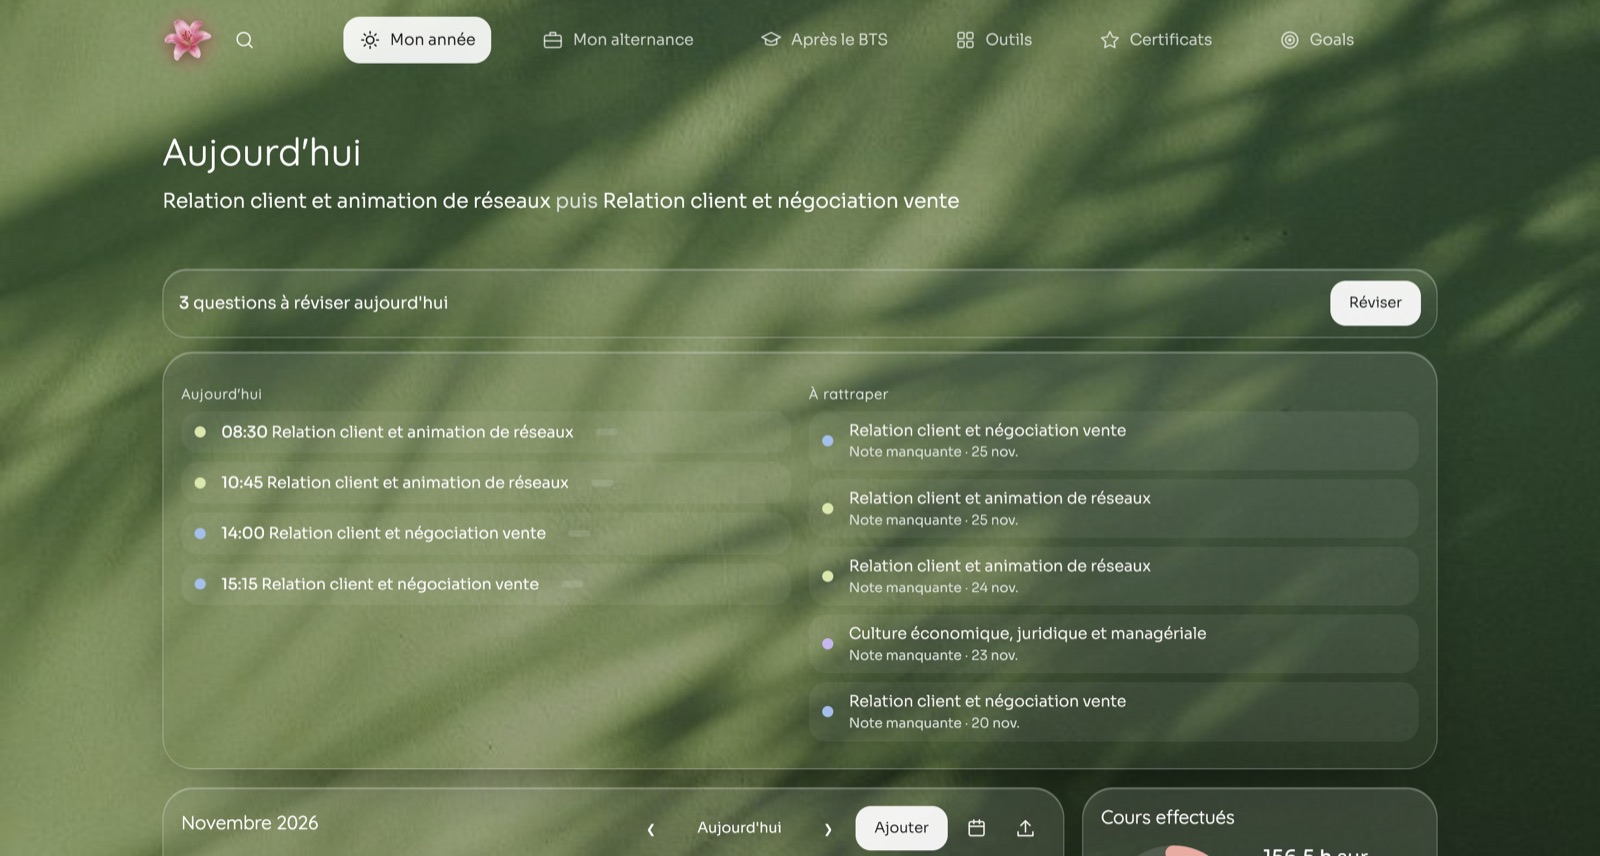 Mon année
Mon alternance
Après le BTS
Outils
Certificats
Goals
Aujourd'hui
Relation client et animation de réseaux puis Relation client et négociation vente
3 questions à réviser aujourd'hui
Réviser
Aujourd'hui
08:30 Relation client et animation de réseaux
10:45 Relation client et animation de réseaux
14:00 Relation client et négociation vente
15:15 Relation client et négociation vente
À rattraper
Relation client et négociation vente
Note manquante · 25 nov.
Relation client et animation de réseaux
Note manquante · 25 nov.
Relation client et animation de réseaux
Note manquante · 24 nov.
Culture économique, juridique et managériale
Note manquante · 23 nov.
Relation client et négociation vente
Note manquante · 20 nov.
Novembre 2026
Aujourd'hui
Ajouter
Cours effectués
156,5 h sur